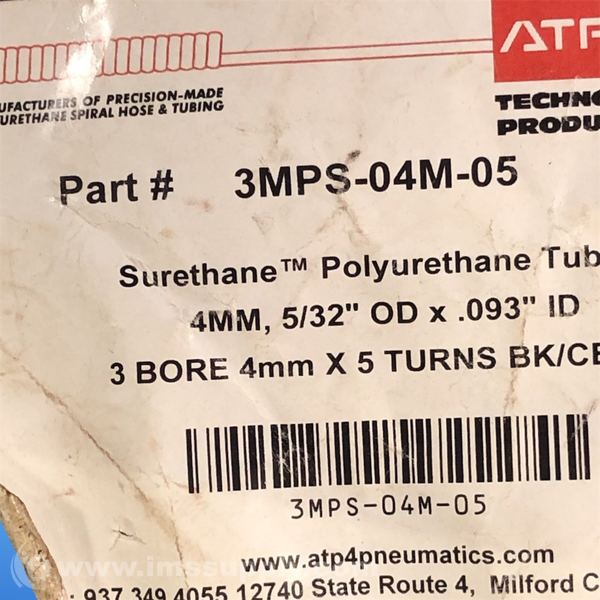 ATP
UFACTURERS OF PRECISION-MADE
URETHANE SPIRAL HOSE & TUBING
TECHNO
PRODU
Part # 3MPS-04M-05
Surethane™ Polyurethane Tub
4MM, 5/32" OD x .093" ID
3 BORE 4mm X 5 TURNS BK/CE
3MPS-04M-05
www.atp4pneumatics.com
: 937 349 4055 12740 State Route 4, Milford C